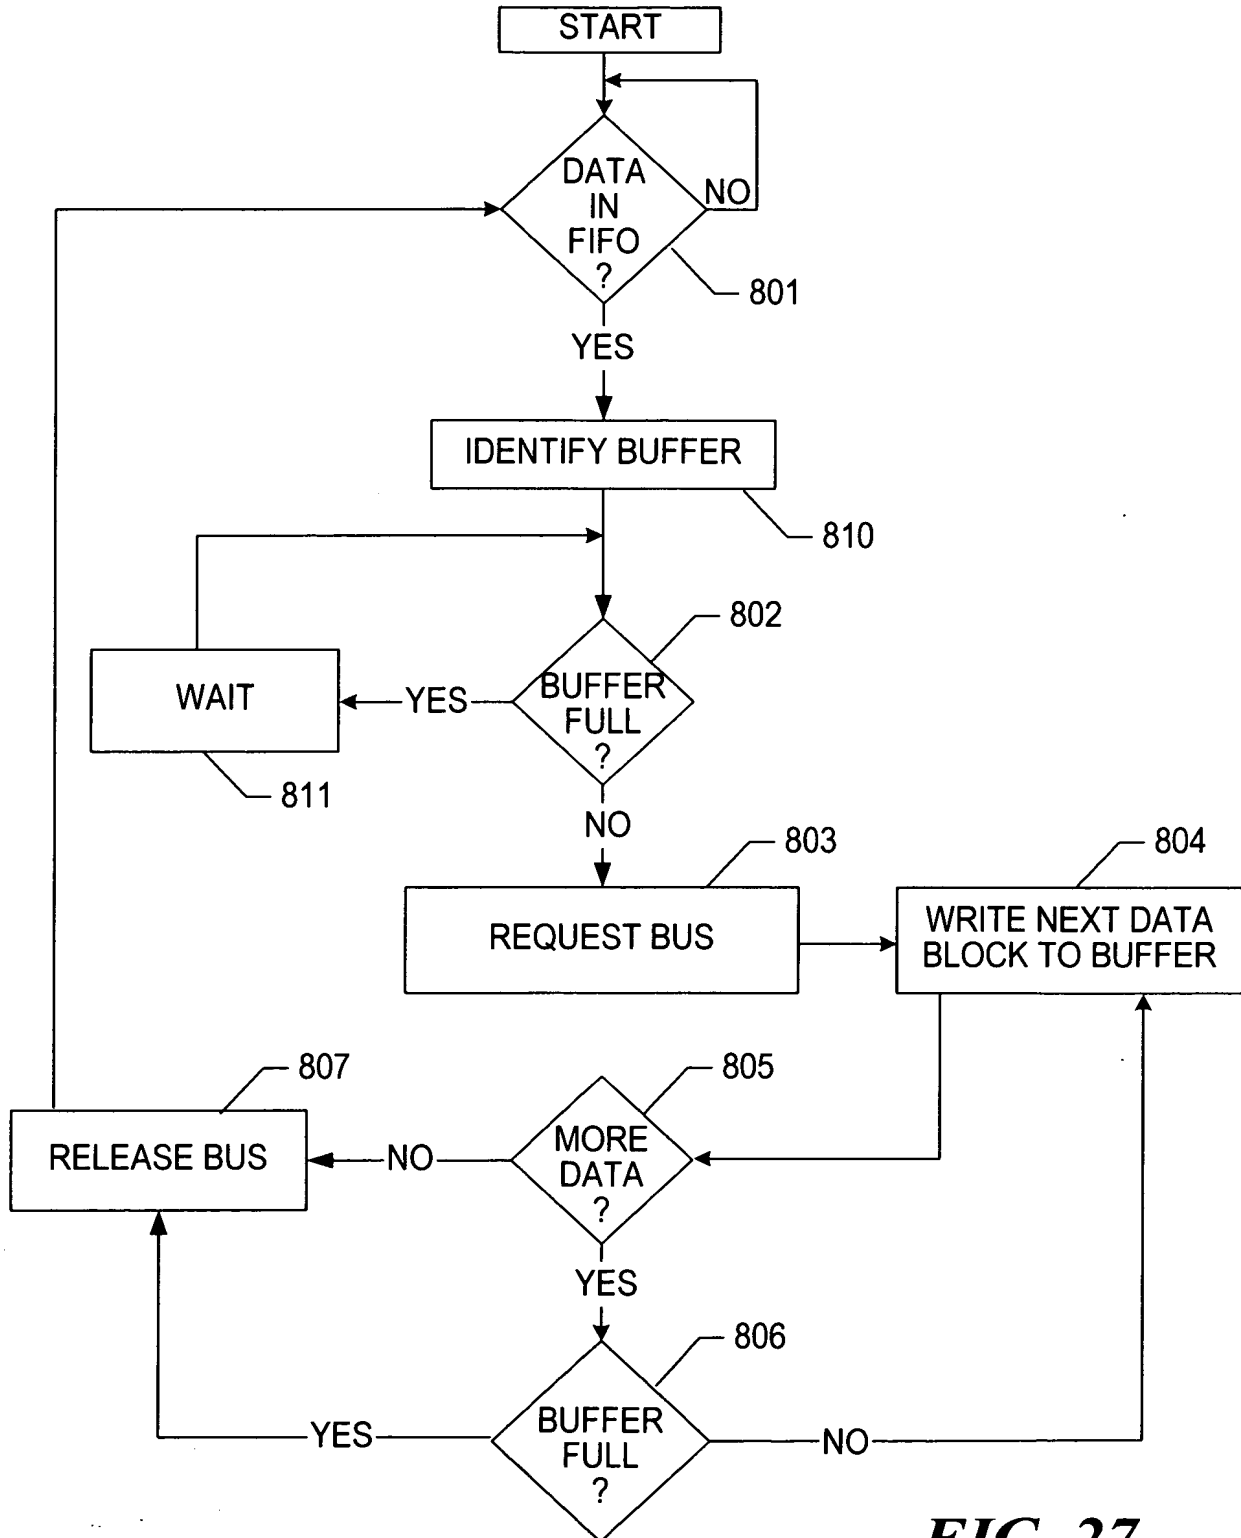 START
DATA
IN
FIFO
?
NO
801
YES
IDENTIFY BUFFER
810
802
BUFFER
FULL
?
YES
WAIT
811
NO
803
804
REQUEST BUS
WRITE NEXT DATA
BLOCK TO BUFFER
807
805
RELEASE BUS
NO
MORE
DATA
?
YES
806
BUFFER
FULL
?
YES
NO
FIG. 27